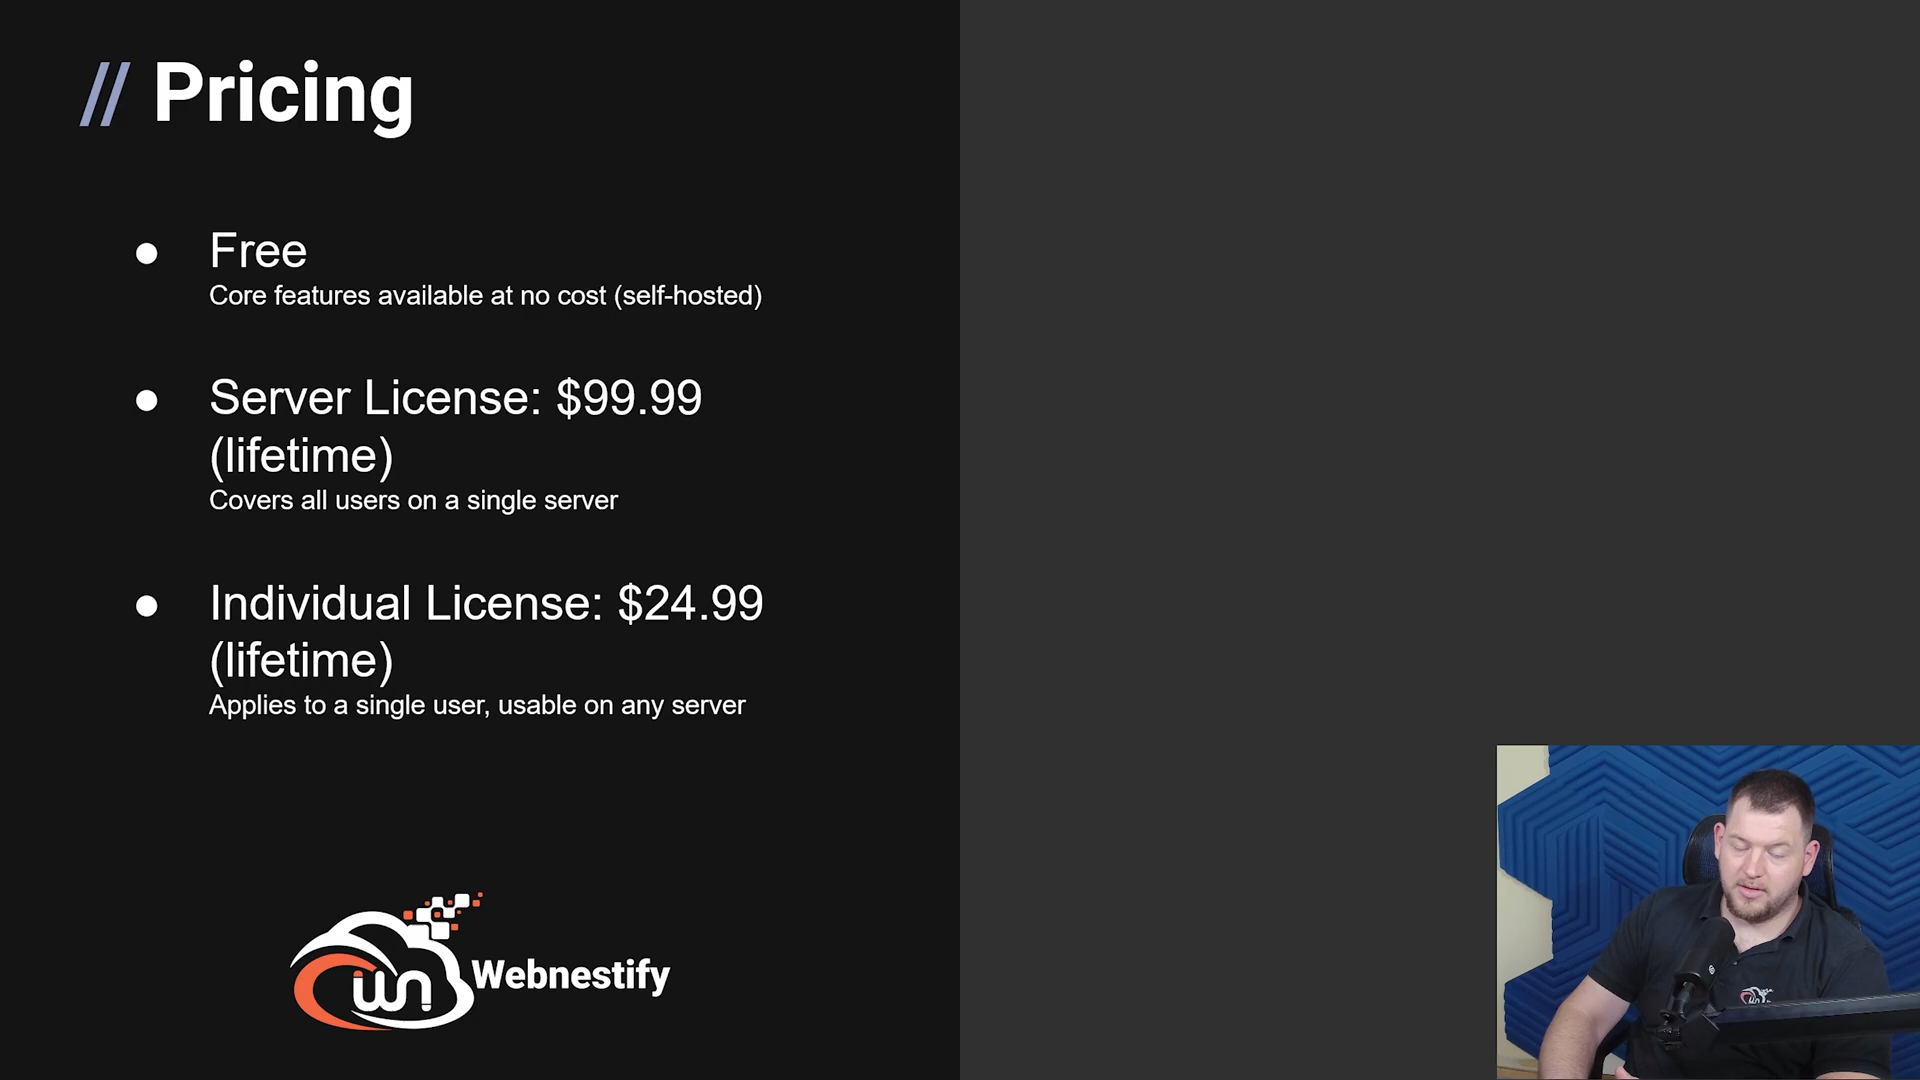 // Pricing
● Free
Core features available at no cost (self-hosted)
● Server License: $99.99
(lifetime)
Covers all users on a single server
● Individual License: $24.99
(lifetime)
Applies to a single user, usable on any server
wn Webnestify